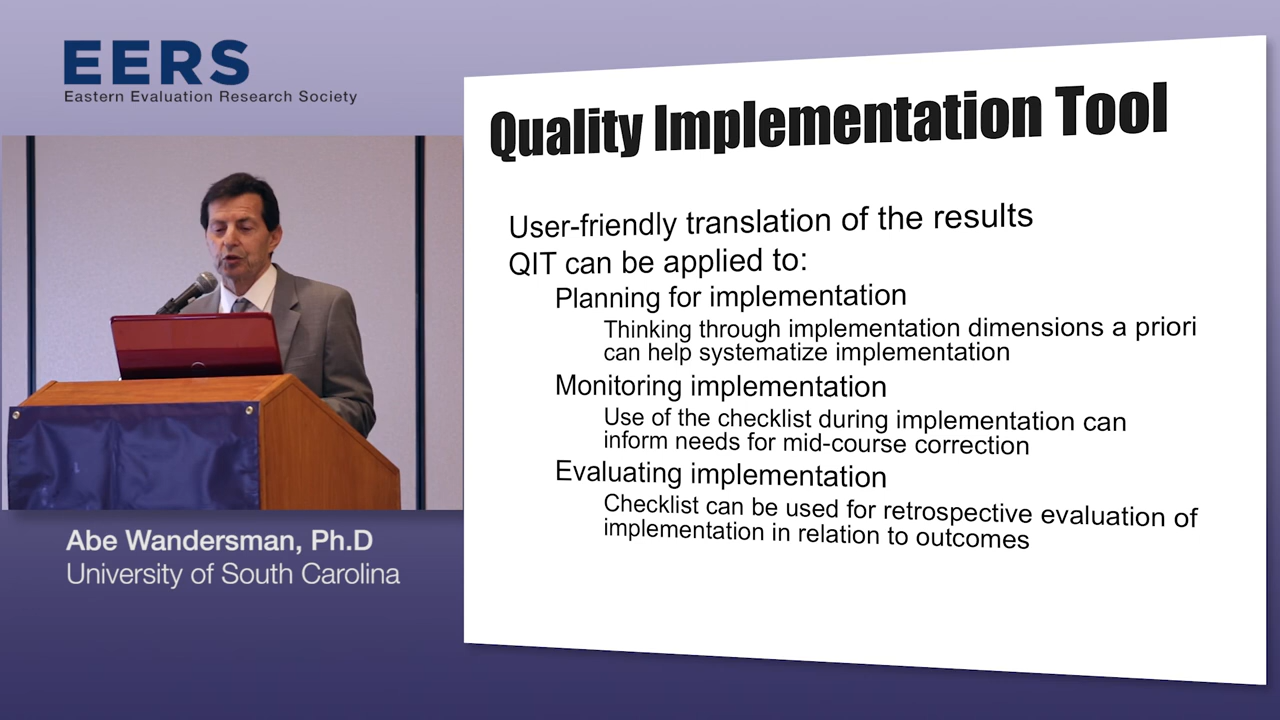 EERS
Eastern Evaluation Research Society
Quality Implementation Tool
User-friendly translation of the results
QIT can be applied to:
Planning for implementation
Thinking through implementation dimensions a priori
can help systematize implementation
Monitoring implementation
Use of the checklist during implementation can
inform needs for mid-course correction
Evaluating implementation
Checklist can be used for retrospective evaluation of
implementation in relation to outcomes
Abe Wandersman, Ph.D
University of South Carolina